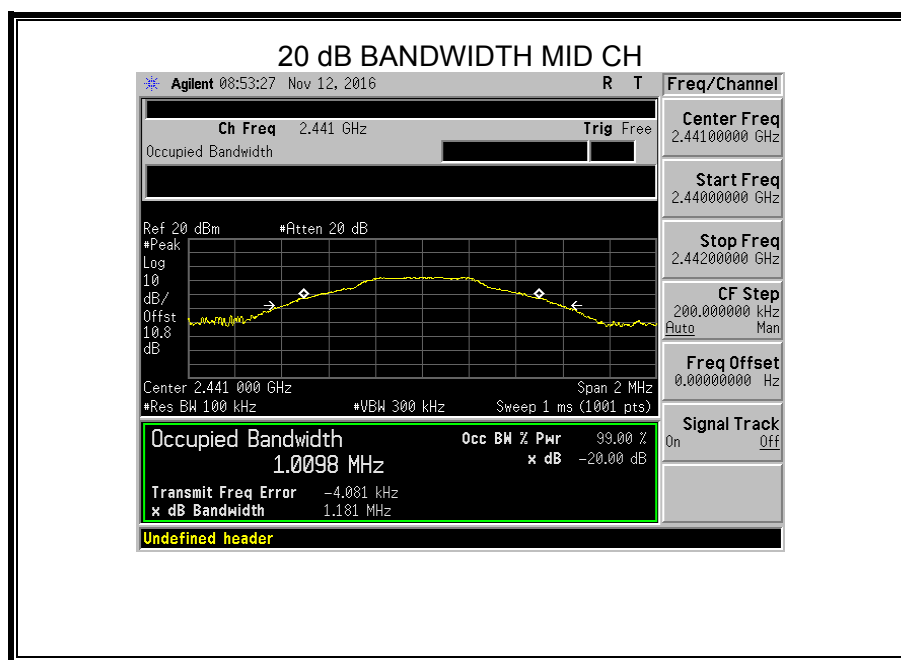 20 dB BANDWIDTH MID CH
Agilent 08:53:27 Nov 12, 2016 R T
Ch Freq 2.441 GHz Trig Free
Occupied Bandwidth
Ref 20 dBm #Atten 20 dB
#Peak
Log
10
dB/
Offst
10.8
dB
Center 2.441 000 GHz Span 2 MHz
#Res BW 100 kHz #VBW 300 kHz Sweep 1 ms (1001 pts)
Occupied Bandwidth Occ BW % Pwr 99.00 %
1.0098 MHz x dB -20.00 dB
Transmit Freq Error -4.081 kHz
x dB Bandwidth 1.181 MHz
Undefined header
Freq/Channel
Center Freq
2.44100000 GHz
Start Freq
2.44000000 GHz
Stop Freq
2.44200000 GHz
CF Step
200.000000 kHz
Auto Man
Freq Offset
0.00000000 Hz
Signal Track
On Off